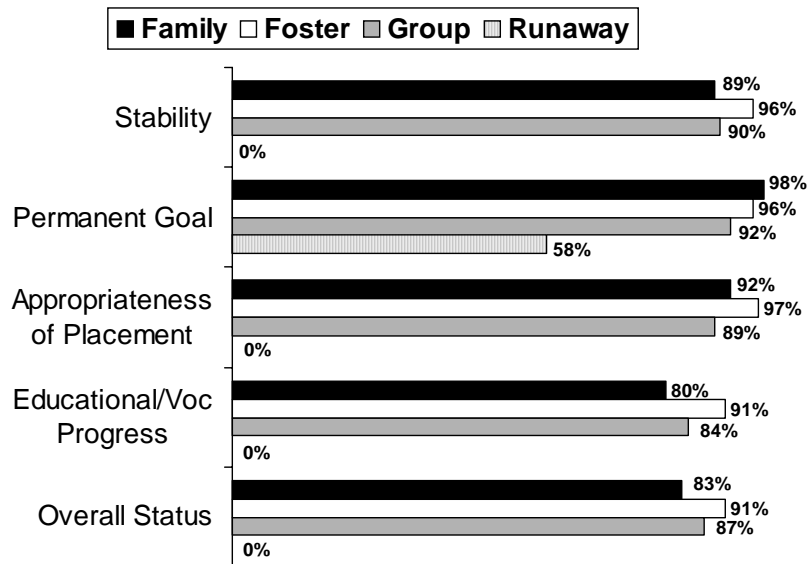 Family Foster Group Runaway
Stability
89%
96%
90%
0%
Permanent Goal
98%
96%
92%
58%
Appropriateness
of Placement
92%
97%
89%
0%
Educational/Voc
Progress
80%
91%
84%
0%
Overall Status
83%
91%
87%
0%